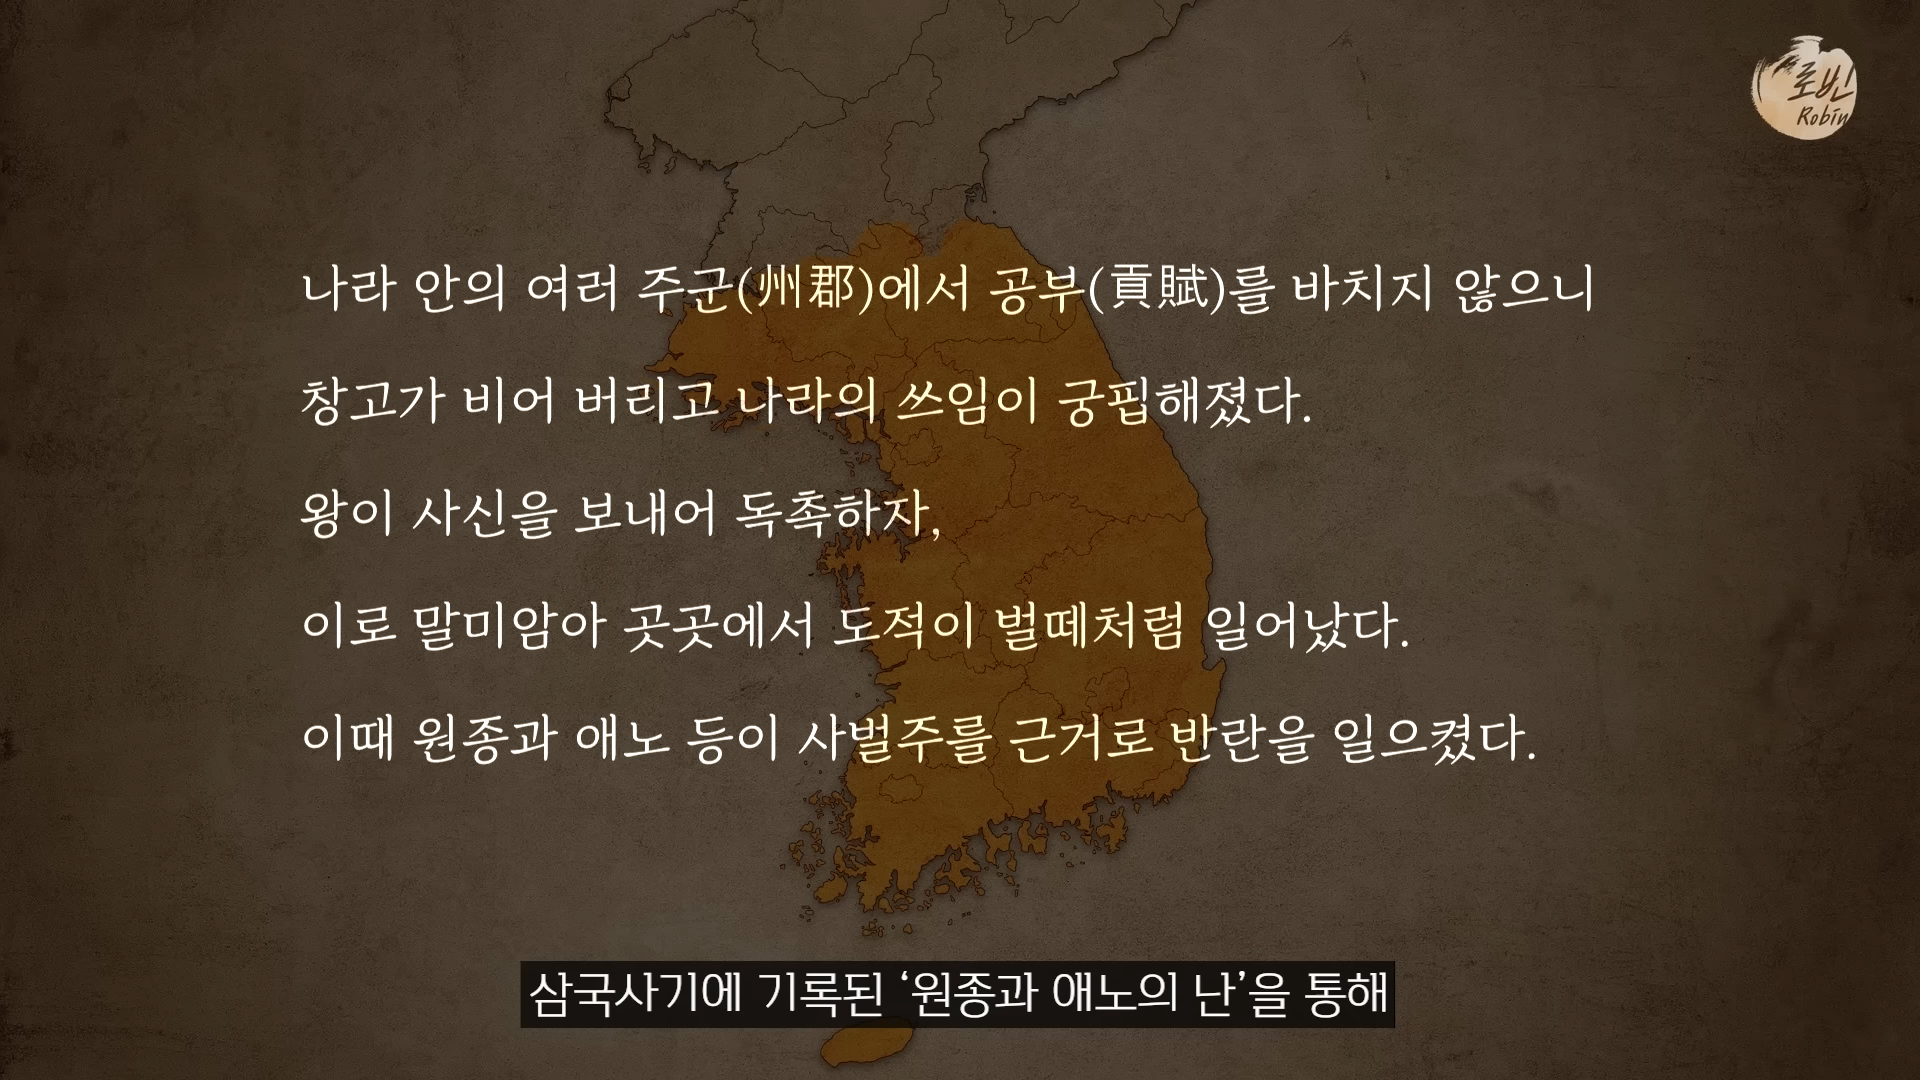 로빈
Robin
나라 안의 여러 주군(州郡)에서 공부(貢賦)를 바치지 않으니
창고가 비어 버리고 나라의 쓰임이 궁핍해졌다.
왕이 사신을 보내어 독촉하자,
이로 말미암아 곳곳에서 도적이 벌떼처럼 일어났다.
이때 원종과 애노 등이 사벌주를 근거로 반란을 일으켰다.
삼국사기에 기록된 ‘원종과 애노의 난’을 통해